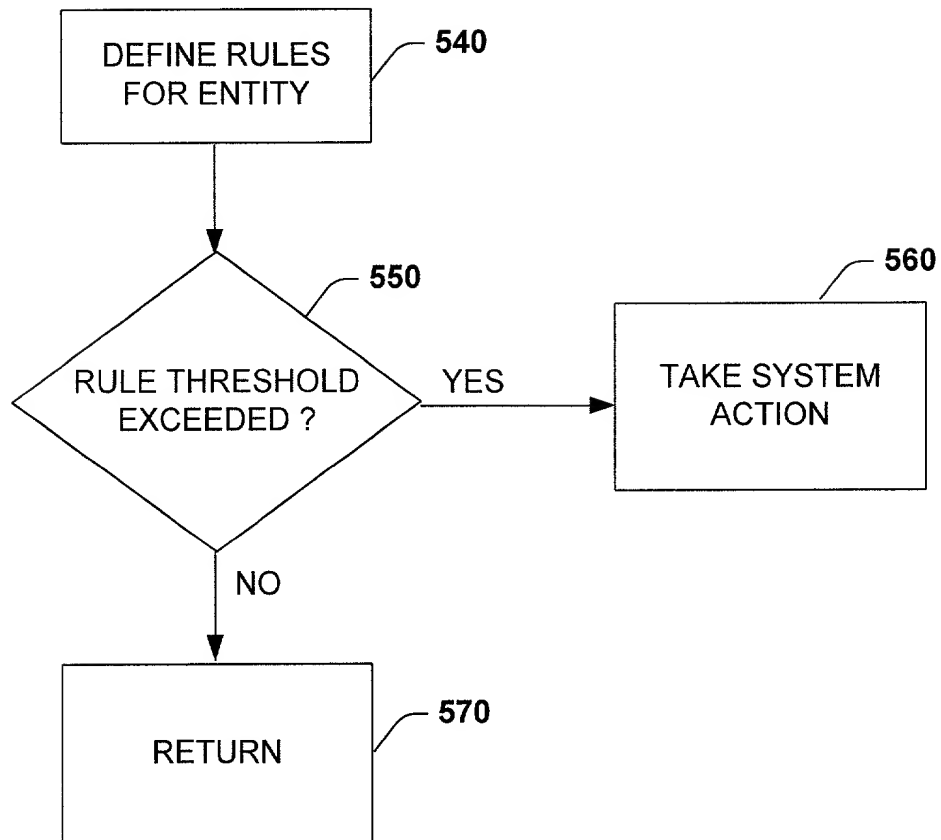 DEFINE RULES
FOR ENTITY
540
550
RULE THRESHOLD
EXCEEDED ?
YES
560
TAKE SYSTEM
ACTION
NO
RETURN
570